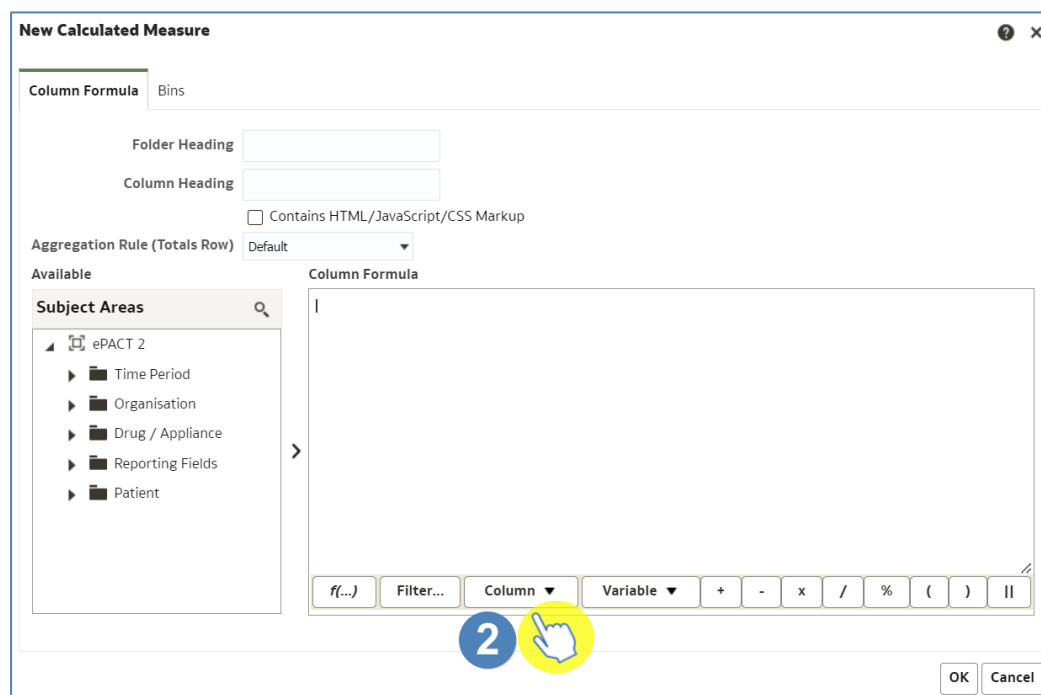 New Calculated Measure
Column Formula Bins
Folder Heading
Column Heading
Contains HTML/JavaScript/CSS Markup
Aggregation Rule (Totals Row) Default
Available Column Formula
Subject Areas
ePACT 2
Time Period
Organisation
Drug / Appliance
Reporting Fields
Patient
f(...) Filter... Column Variable + - x / % ( ) ||
2
OK Cancel